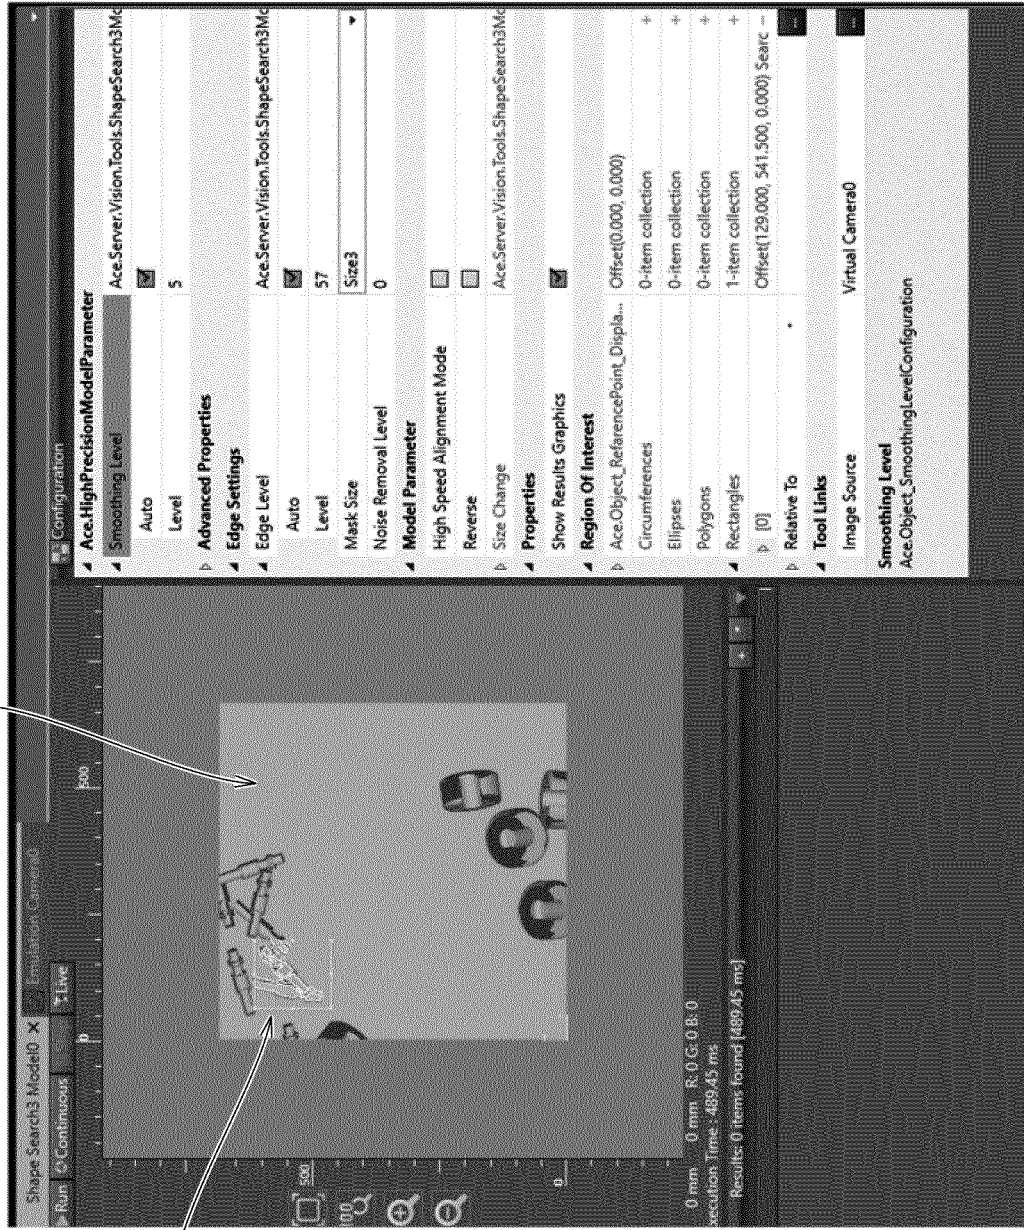 Shape Search3 Model0 X
Emulation Camera0
Run
Continuous
Live
0
500
500
0
100
0 mm 0 mm R: 0 G: 0 B: 0
xecution Time : 489.45 ms
Results: 0 items found [489.45 ms]
Configuration
Ace.HighPrecisionModelParameter
Smoothing Level Ace.Server.Vision.Tools.ShapeSearch3Mo
Auto
Level 5
Advanced Properties
Edge Settings
Edge Level Ace.Server.Vision.Tools.ShapeSearch3Mo
Auto
Level 57
Mask Size Size3
Noise Removal Level 0
Model Parameter
High Speed Alignment Mode
Reverse
Size Change Ace.Server.Vision.Tools.ShapeSearch3Mo
Properties
Show Results Graphics
Region Of Interest
Ace.Object_RefarencePoint_Displa... Offset(0.000, 0.000)
Circumferences 0-item collection +
Ellipses 0-item collection +
Polygons 0-item collection +
Rectangles 1-item collection +
[0] Offset(129.000, 541.500, 0.000) Searc −
Relative To * ...
Tool Links
Image Source Virtual Camera0 ...
Smoothing Level
Ace.Object_SmoothingLevelConfiguration